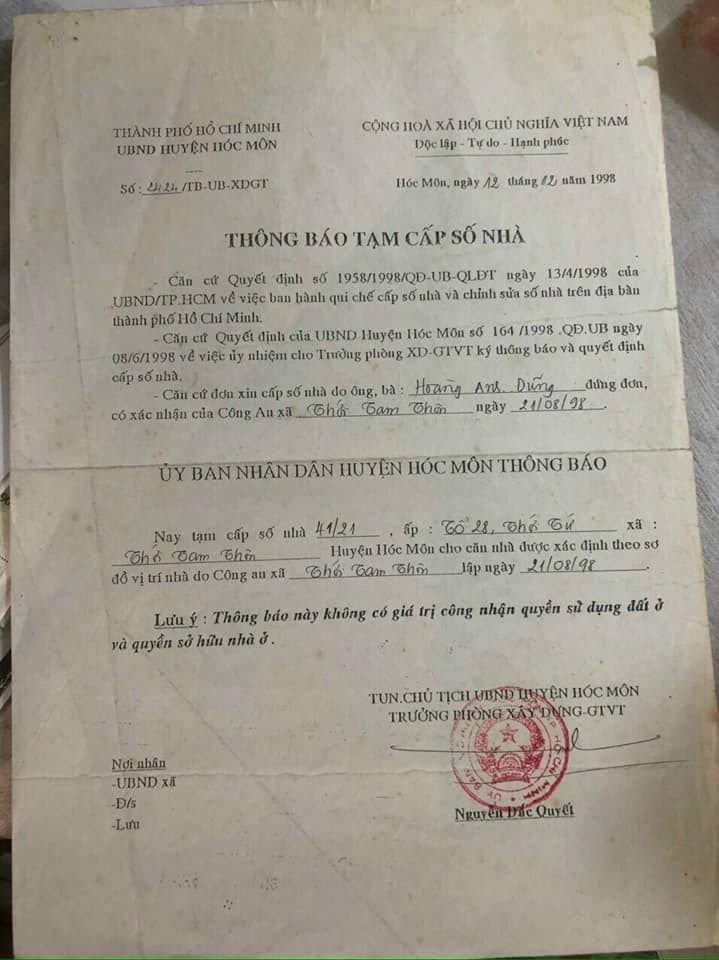 THÀNH PHỐ HỒ CHÍ MINH
UBND HUYỆN HÓC MÔN
Số : 424 /TB-UB-XDGT
CỘNG HOÀ XÃ HỘI CHỦ NGHĨA VIỆT NAM
Độc lập - Tự do - Hạnh phúc
Hóc Môn, ngày 12 tháng 02 năm 1998
THÔNG BÁO TẠM CẤP SỐ NHÀ
- Căn cứ Quyết định số 1958/1998/QĐ-UB-QLĐT ngày 13/4/1998 của
UBND/TP.HCM về việc ban hành qui chế cấp số nhà và chỉnh sửa số nhà trên địa bàn
thành phố Hồ Chí Minh.
- Căn cứ Quyết định của UBND Huyện Hóc Môn số 164 /1998 .QĐ.UB ngày
08/6/1998 về việc ủy nhiệm cho Trưởng phòng XD-GTVT ký thông báo và quyết định
cấp số nhà.
- Căn cứ đơn xin cấp số nhà do ông, bà : Hoàng Anh Dũng đứng đơn,
có xác nhận của Công An xã Thới Tam Thôn ngày 21/08/98.
ỦY BAN NHÂN DÂN HUYỆN HÓC MÔN THÔNG BÁO
Nay tạm cấp số nhà 41/21 , ấp : Tổ 28, Thới Tứ xã :
Thới Tam Thôn Huyện Hóc Môn cho căn nhà được xác định theo sơ
đồ vị trí nhà do Công an xã Thới Tam Thôn lập ngày 21/08/98 .
Lưu ý : Thông báo này không có giá trị công nhận quyền sử dụng đất ở
và quyền sở hữu nhà ở .
TUN.CHỦ TỊCH UBND HUYỆN HÓC MÔN
TRƯỞNG PHÒNG XÂY DỰNG-GTVT
Nguyễn Đắc Quyết
Nơi nhận
-UBND xã
-Đ/s
-Lưu